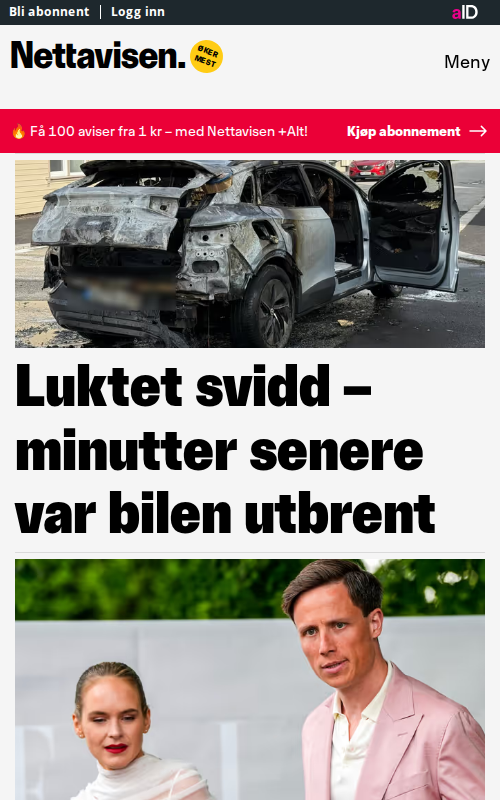 Bli abonnent | Logg inn
aID
Nettavisen.
ØKER
MEST
Meny
🔥 Få 100 aviser fra 1 kr – med Nettavisen +Alt!
Kjøp abonnement →
Luktet svidd –
minutter senere
var bilen utbrent